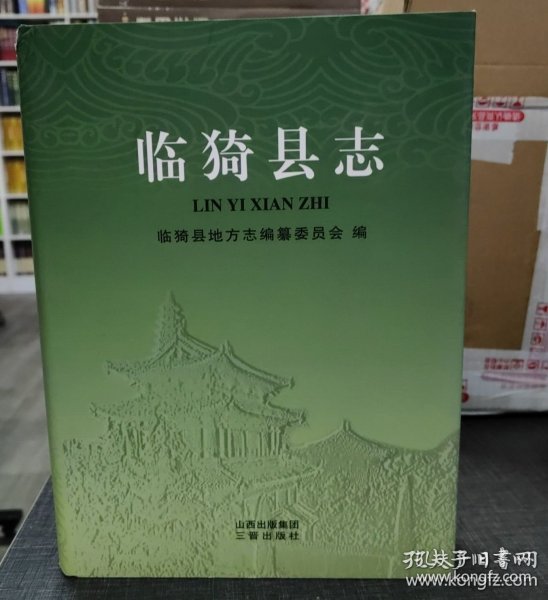 临猗县志
LIN YI XIAN ZHI
临猗县地方志编纂委员会 编
山西出版集团
三晋出版社
孔夫子旧书网
www.kongfz.com